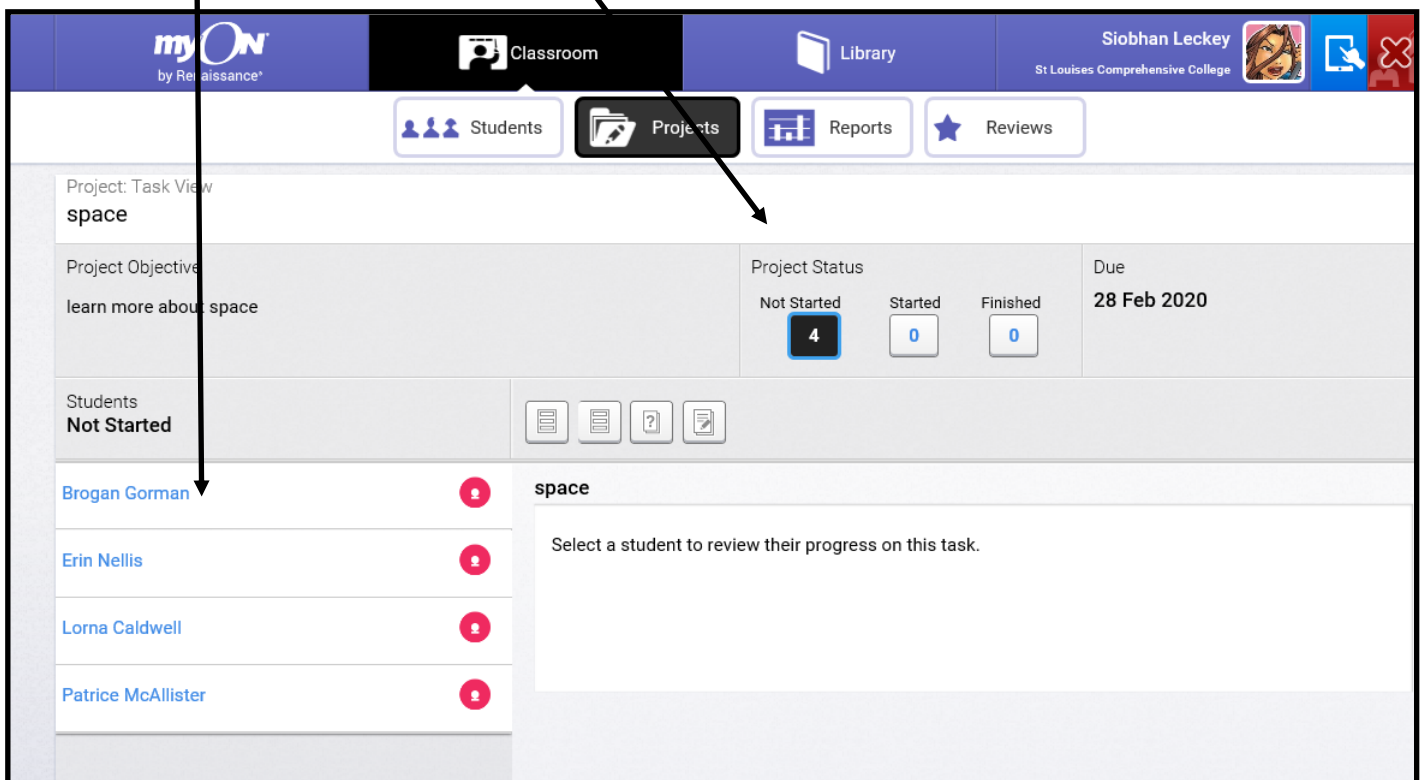 myON
by Renaissance
Classroom
Library
Siobhan Leckey
St Louises Comprehensive College
Students
Projects
Reports
Reviews
Project: Task View
space
Project Objective
learn more about space
Project Status
Not Started Started Finished
4 0 0
Due
28 Feb 2020
Students
Not Started
?
Brogan Gorman
Erin Nellis
Lorna Caldwell
Patrice McAllister
space
Select a student to review their progress on this task.